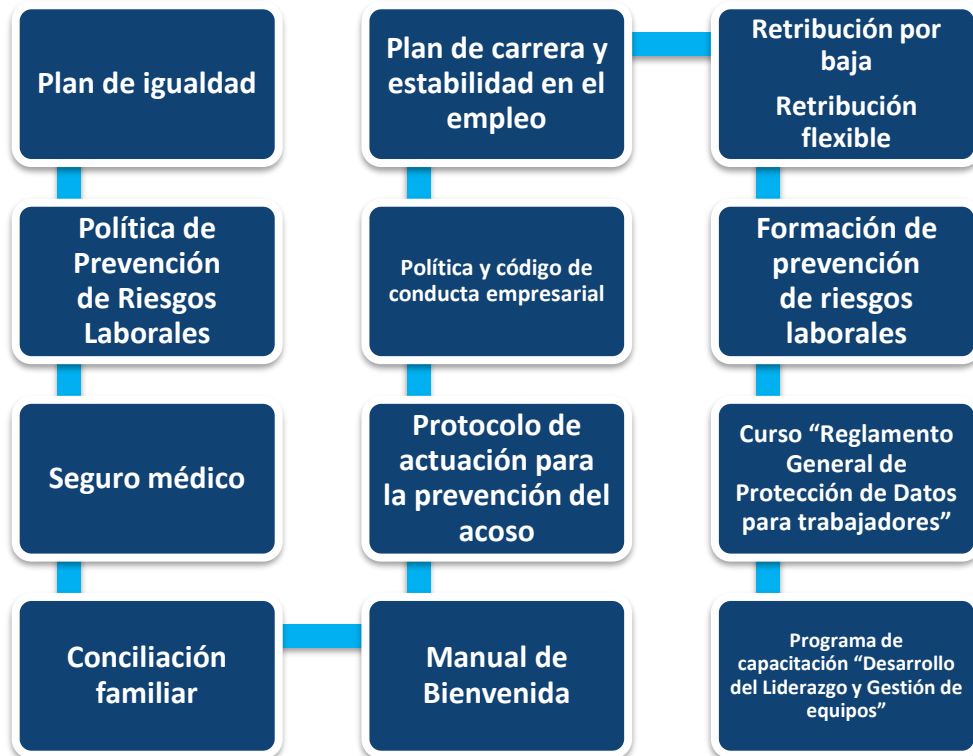 Plan de igualdad
Política de
Prevención
de Riesgos
Laborales
Seguro médico
Conciliación
familiar
Manual de
Bienvenida
Protocolo de
actuación para
la prevención del
acoso
Política y código de
conducta empresarial
Plan de carrera y
estabilidad en el
empleo
Retribución por
baja
Retribución
flexible
Formación de
prevención
de riesgos
laborales
Curso “Reglamento
General de
Protección de Datos
para trabajadores”
Programa de
capacitación “Desarrollo
del Liderazgo y Gestión de
equipos”